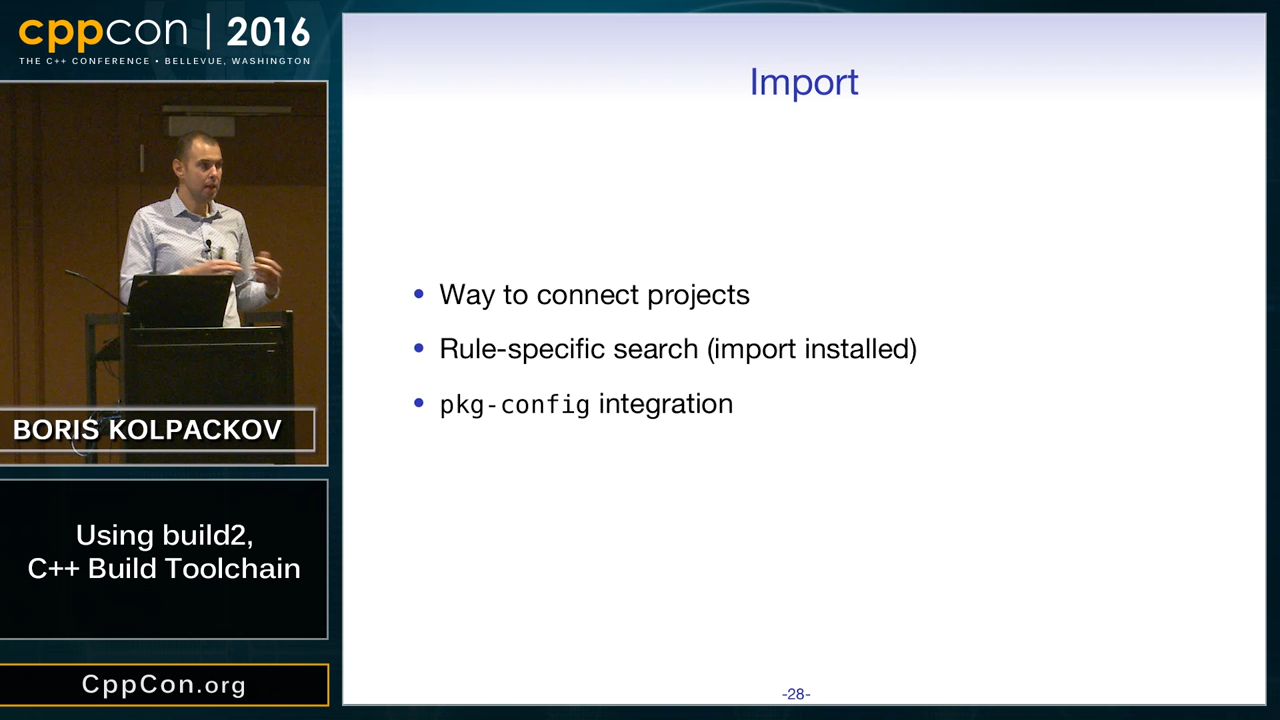 cppcon | 2016
THE C++ CONFERENCE • BELLEVUE, WASHINGTON
BORIS KOLPACKOV
Using build2,
C++ Build Toolchain
CppCon.org
Import
• Way to connect projects
• Rule-specific search (import installed)
• pkg-config integration
-28-